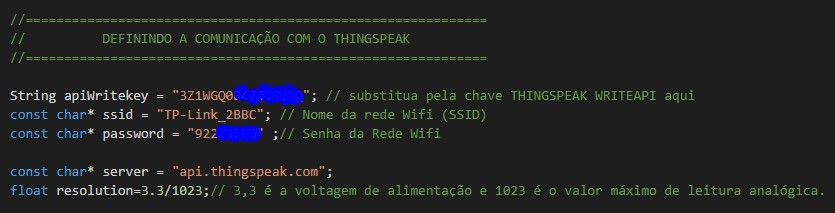 //===========================================================
// DEFININDO A COMUNICAÇÃO COM O THINGSPEAK
//===========================================================
String apiWritekey = "3Z1WGQ0 "; // substitua pela chave THINGSPEAK WRITEAPI aqui
const char* ssid = "TP-Link_2BBC"; // Nome da rede Wifi (SSID)
const char* password = "922 " ;// Senha da Rede Wifi
const char* server = "api.thingspeak.com";
float resolution=3.3/1023;// 3,3 é a voltagem de alimentação e 1023 é o valor máximo de leitura analógica.